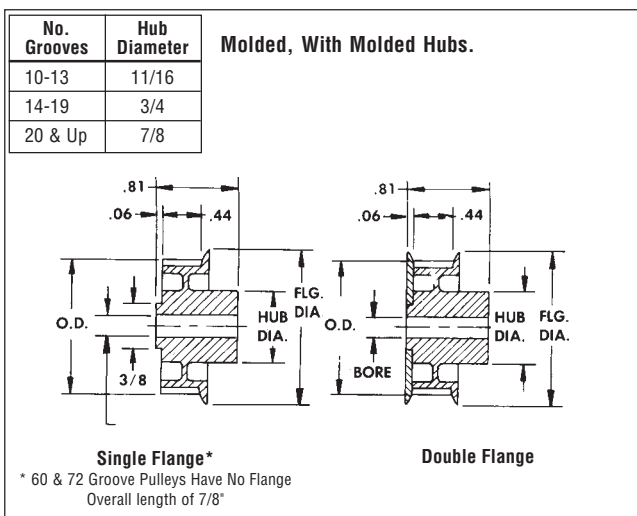 No. Grooves Hub Diameter
10-13 11/16
14-19 3/4
20 & Up 7/8
Molded, With Molded Hubs.
.81
.06 .44
O.D.
3/8
HUB DIA.
FLG. DIA.
.81
.06 .44
O.D.
BORE
HUB DIA.
FLG. DIA.
Single Flange*
* 60 & 72 Groove Pulleys Have No Flange
Overall length of 7/8"
Double Flange